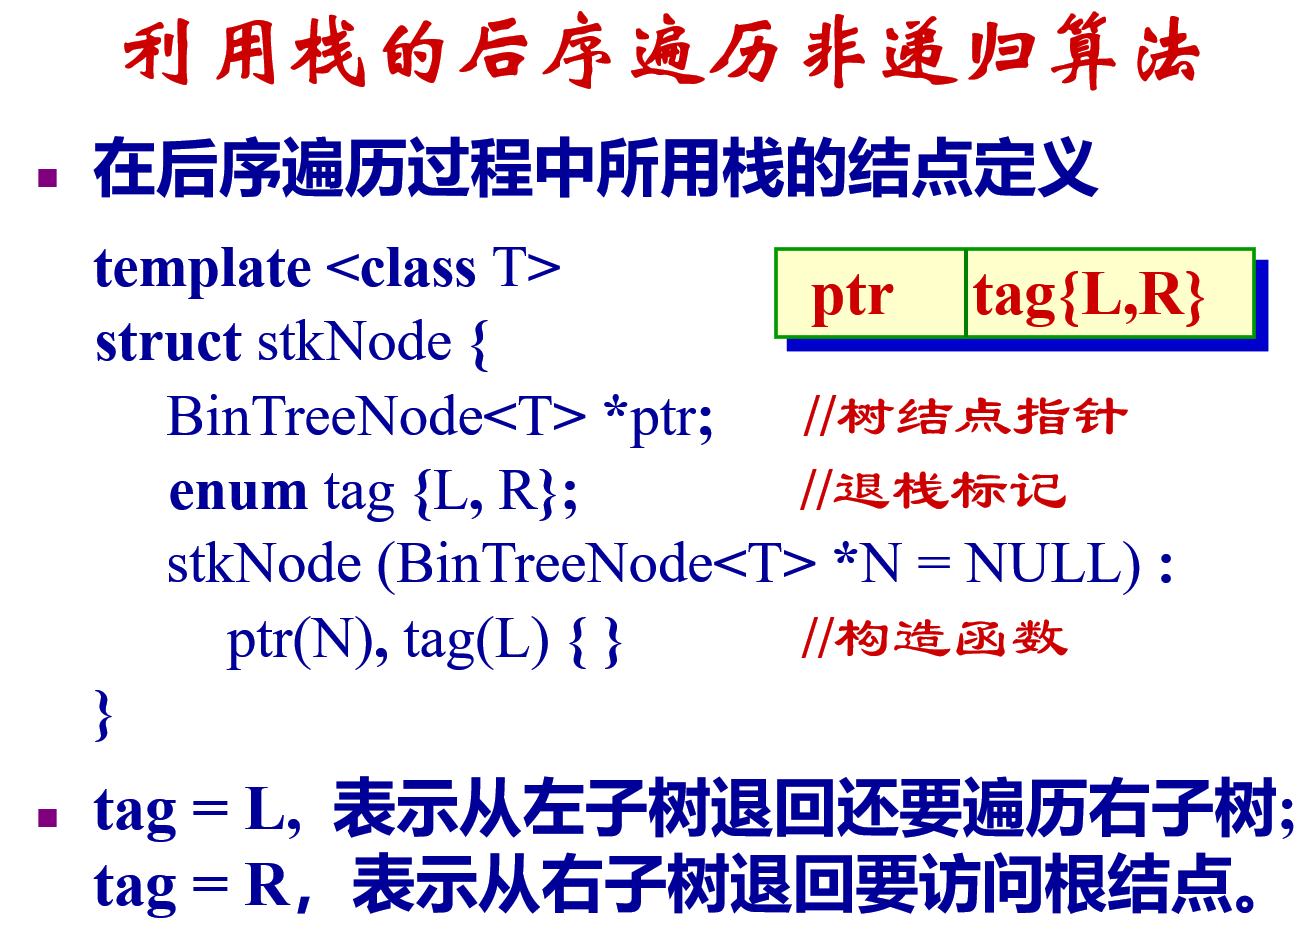 利用栈的后序遍历非递归算法
在后序遍历过程中所用栈的结点定义
template <class T>
struct stkNode {
ptr tag{L,R}
BinTreeNode<T> *ptr; //树结点指针
enum tag {L, R}; //退栈标记
stkNode (BinTreeNode<T> *N = NULL) :
ptr(N), tag(L) { } //构造函数
}
tag = L, 表示从左子树退回还要遍历右子树;
tag = R，表示从右子树退回要访问根结点。